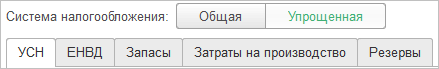 Система налогообложения: Общая Упрощенная
УСН ЕНВД Запасы Затраты на производство Резервы